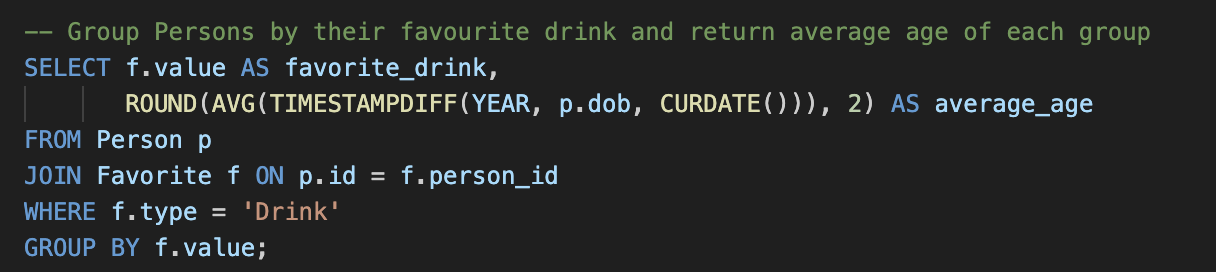 -- Group Persons by their favourite drink and return average age of each group
SELECT f.value AS favorite_drink,
ROUND(AVG(TIMESTAMPDIFF(YEAR, p.dob, CURDATE())), 2) AS average_age
FROM Person p
JOIN Favorite f ON p.id = f.person_id
WHERE f.type = 'Drink'
GROUP BY f.value;